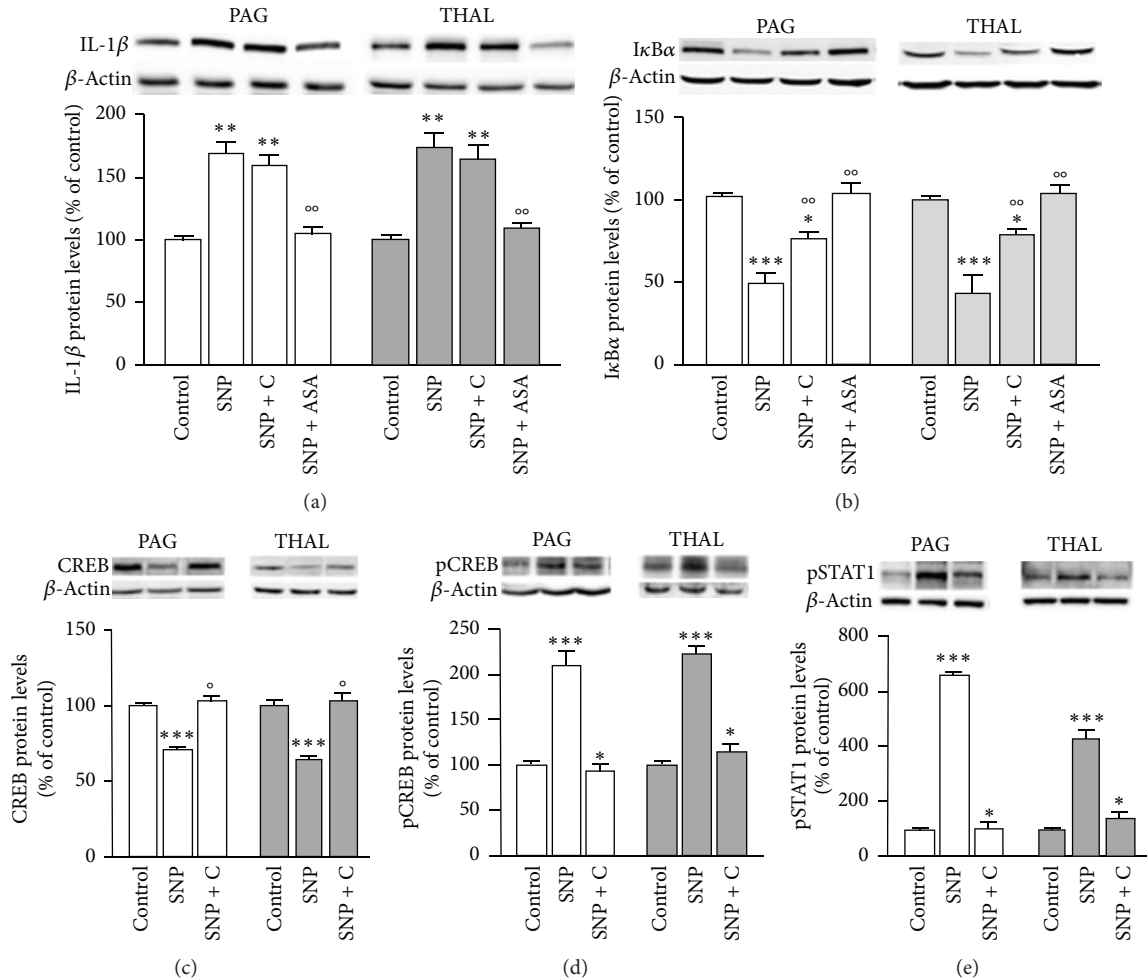 PAG THAL
IL-1β
β-Actin
IL-1β protein levels (% of control)
200
150
100
50
0
** ** °° ** ** °°
Control SNP SNP + C SNP + ASA Control SNP SNP + C SNP + ASA
(a)
PAG THAL
IκBα
β-Actin
IκBα protein levels (% of control)
150
100
50
0
*** °° * °° *** °° * °°
Control SNP SNP + C SNP + ASA Control SNP SNP + C SNP + ASA
(b)
PAG THAL
CREB
β-Actin
CREB protein levels
(% of control)
150
100
50
0
*** ° *** °
Control SNP SNP + C Control SNP SNP + C
(c)
PAG THAL
pCREB
β-Actin
pCREB protein levels
(% of control)
250
200
150
100
50
0
*** * *** *
Control SNP SNP + C Control SNP SNP + C
(d)
PAG THAL
pSTAT1
β-Actin
pSTAT1 protein levels
(% of control)
800
600
400
200
0
*** * *** *
Control SNP SNP + C Control SNP SNP + C
(e)